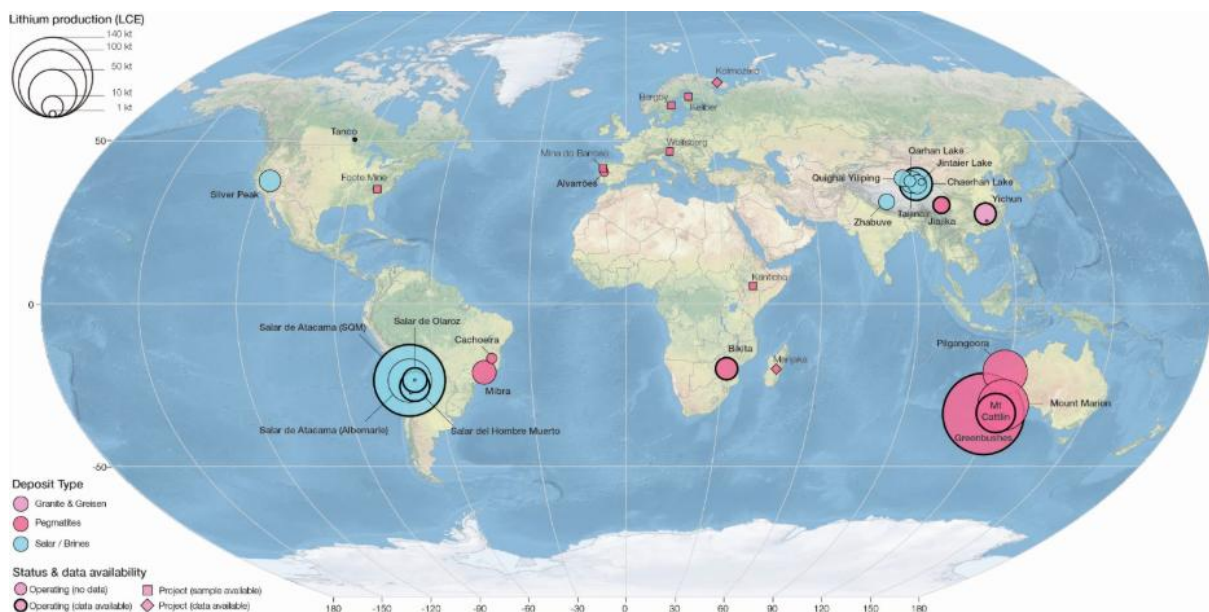 Lithium production (LCE)
140 kt
100 kt
50 kt
10 kt
1 kt
Kolmozero
Bergby
Keliber
50
Tanco
Wolfsberg
Mina do Barroso
Alvarrões
Foote Mine
Silver Peak
Qarhan Lake
Jintaier Lake
Quighai Yiliping
Chaerhan Lake
Yichun
Taijinair
Jiajika
Zhabuye
Kenticha
0
Salar de Atacama (SQM)
Salar de Olaroz
Cachoeira
Mibra
Bikita
Pilgangoora
Mt
Cattlin
Mount Marion
Greenbushes
Salar de Atacama (Albemarle)
Salar del Hombre Muerto
-50
Deposit Type
Granite & Greisen
Pegmatites
Salar / Brines
Status & data availability
Operating (no data)
Project (sample available)
Operating (data available)
Project (data available)
180 -150 -120 -90 -60 -30 0 30 60 90 120 150 180